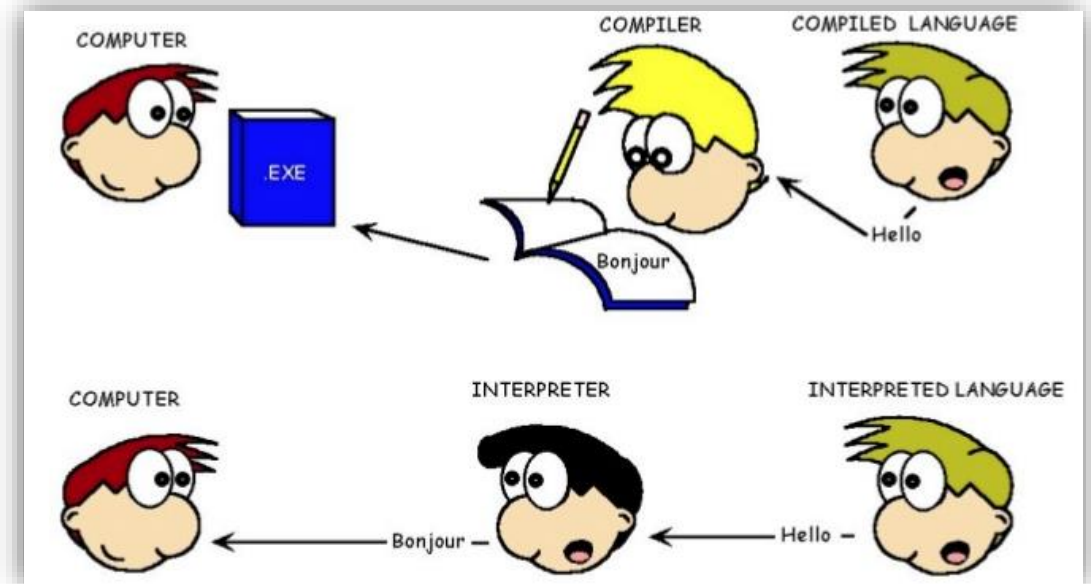 COMPUTER
COMPILER
COMPILED LANGUAGE
.EXE
Hello
Bonjour
COMPUTER
INTERPRETER
INTERPRETED LANGUAGE
Bonjour –
Hello –